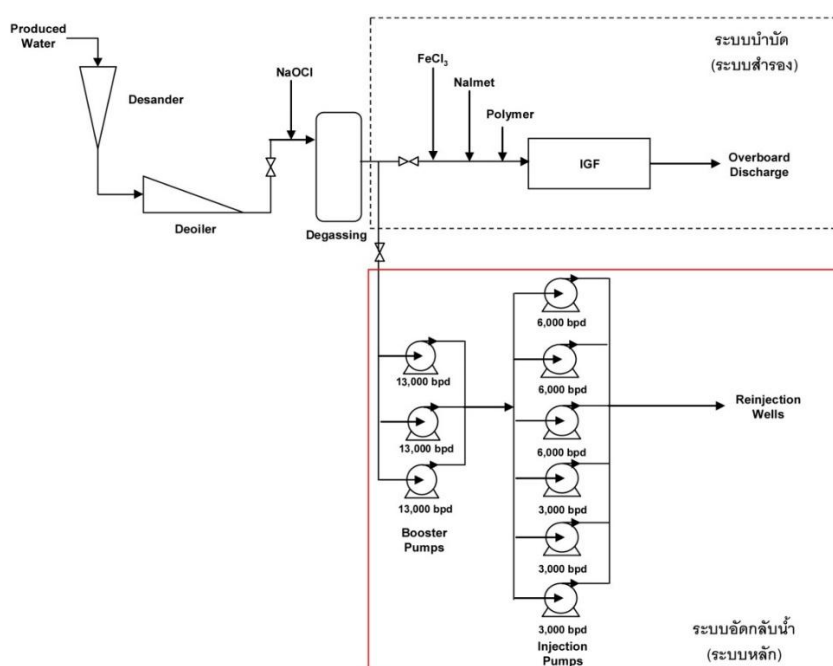 Produced
Water
Desander
Deoiler
NaOCl
Degassing
ระบบบำบัด
(ระบบสำรอง)
FeCl3
Nalmet
Polymer
IGF
Overboard
Discharge
13,000 bpd
13,000 bpd
13,000 bpd
Booster
Pumps
6,000 bpd
6,000 bpd
6,000 bpd
3,000 bpd
3,000 bpd
3,000 bpd
Injection
Pumps
Reinjection
Wells
ระบบอัดกลับน้ำ
(ระบบหลัก)